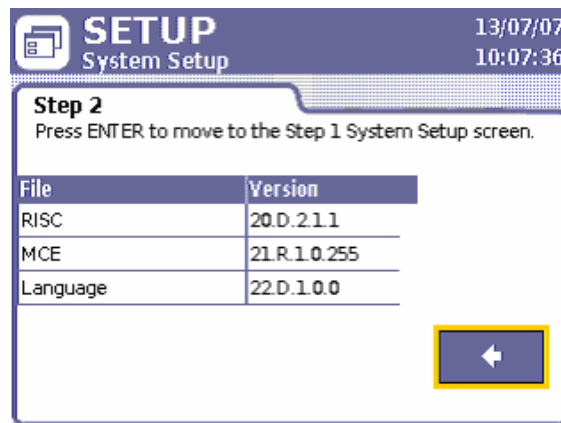 SETUP
13/07/07
System Setup
10:07:36
Step 2
Press ENTER to move to the Step 1 System Setup screen.
File Version
RISC 20.D.2.1.1
MCE 21.R.1.0.255
Language 22.D.1.0.0